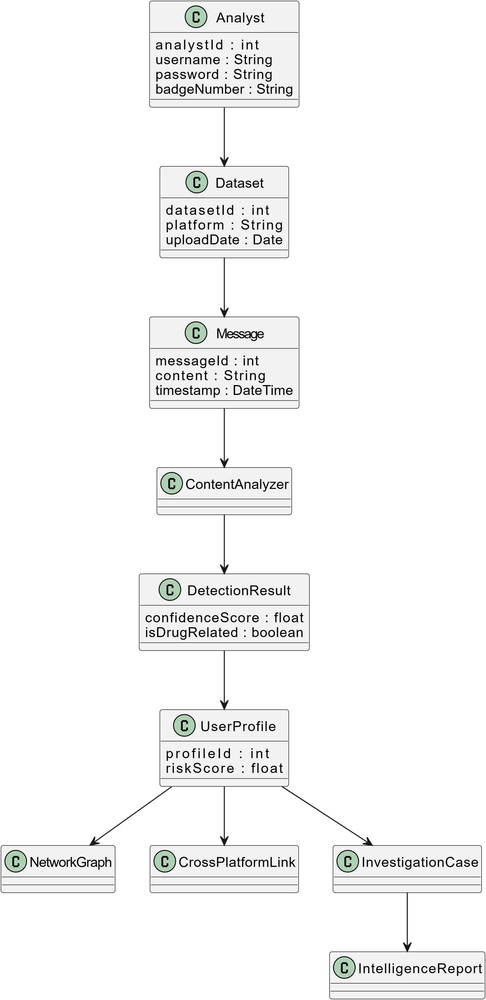 C Analyst
analystId : int
username : String
password : String
badgeNumber : String
C Dataset
datasetId : int
platform : String
uploadDate : Date
C Message
messageId : int
content : String
timestamp : DateTime
C ContentAnalyzer
C DetectionResult
confidenceScore : float
isDrugRelated : boolean
C UserProfile
profileId : int
riskScore : float
C NetworkGraph
C CrossPlatformLink
C InvestigationCase
C IntelligenceReport